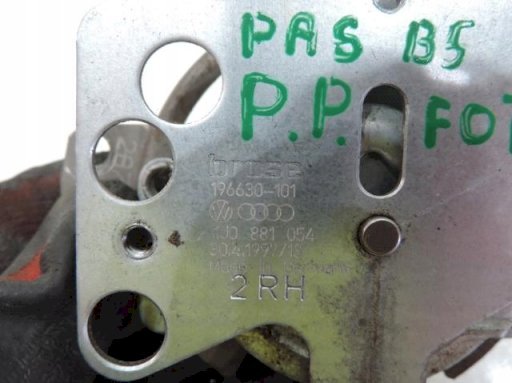 PAS B5
P.P. FOT
brose
196630-101
1J0 881 054
2 RH